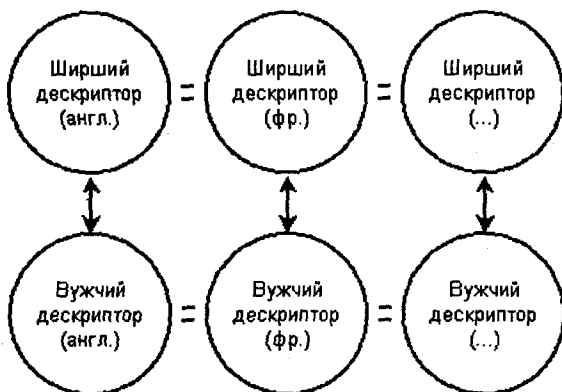 Ширший
дескриптор
(англ.)
=
Ширший
дескриптор
(фр.)
=
Ширший
дескриптор
(...)
Вужчий
дескриптор
(англ.)
=
Вужчий
дескриптор
(фр.)
=
Вужчий
дескриптор
(...)